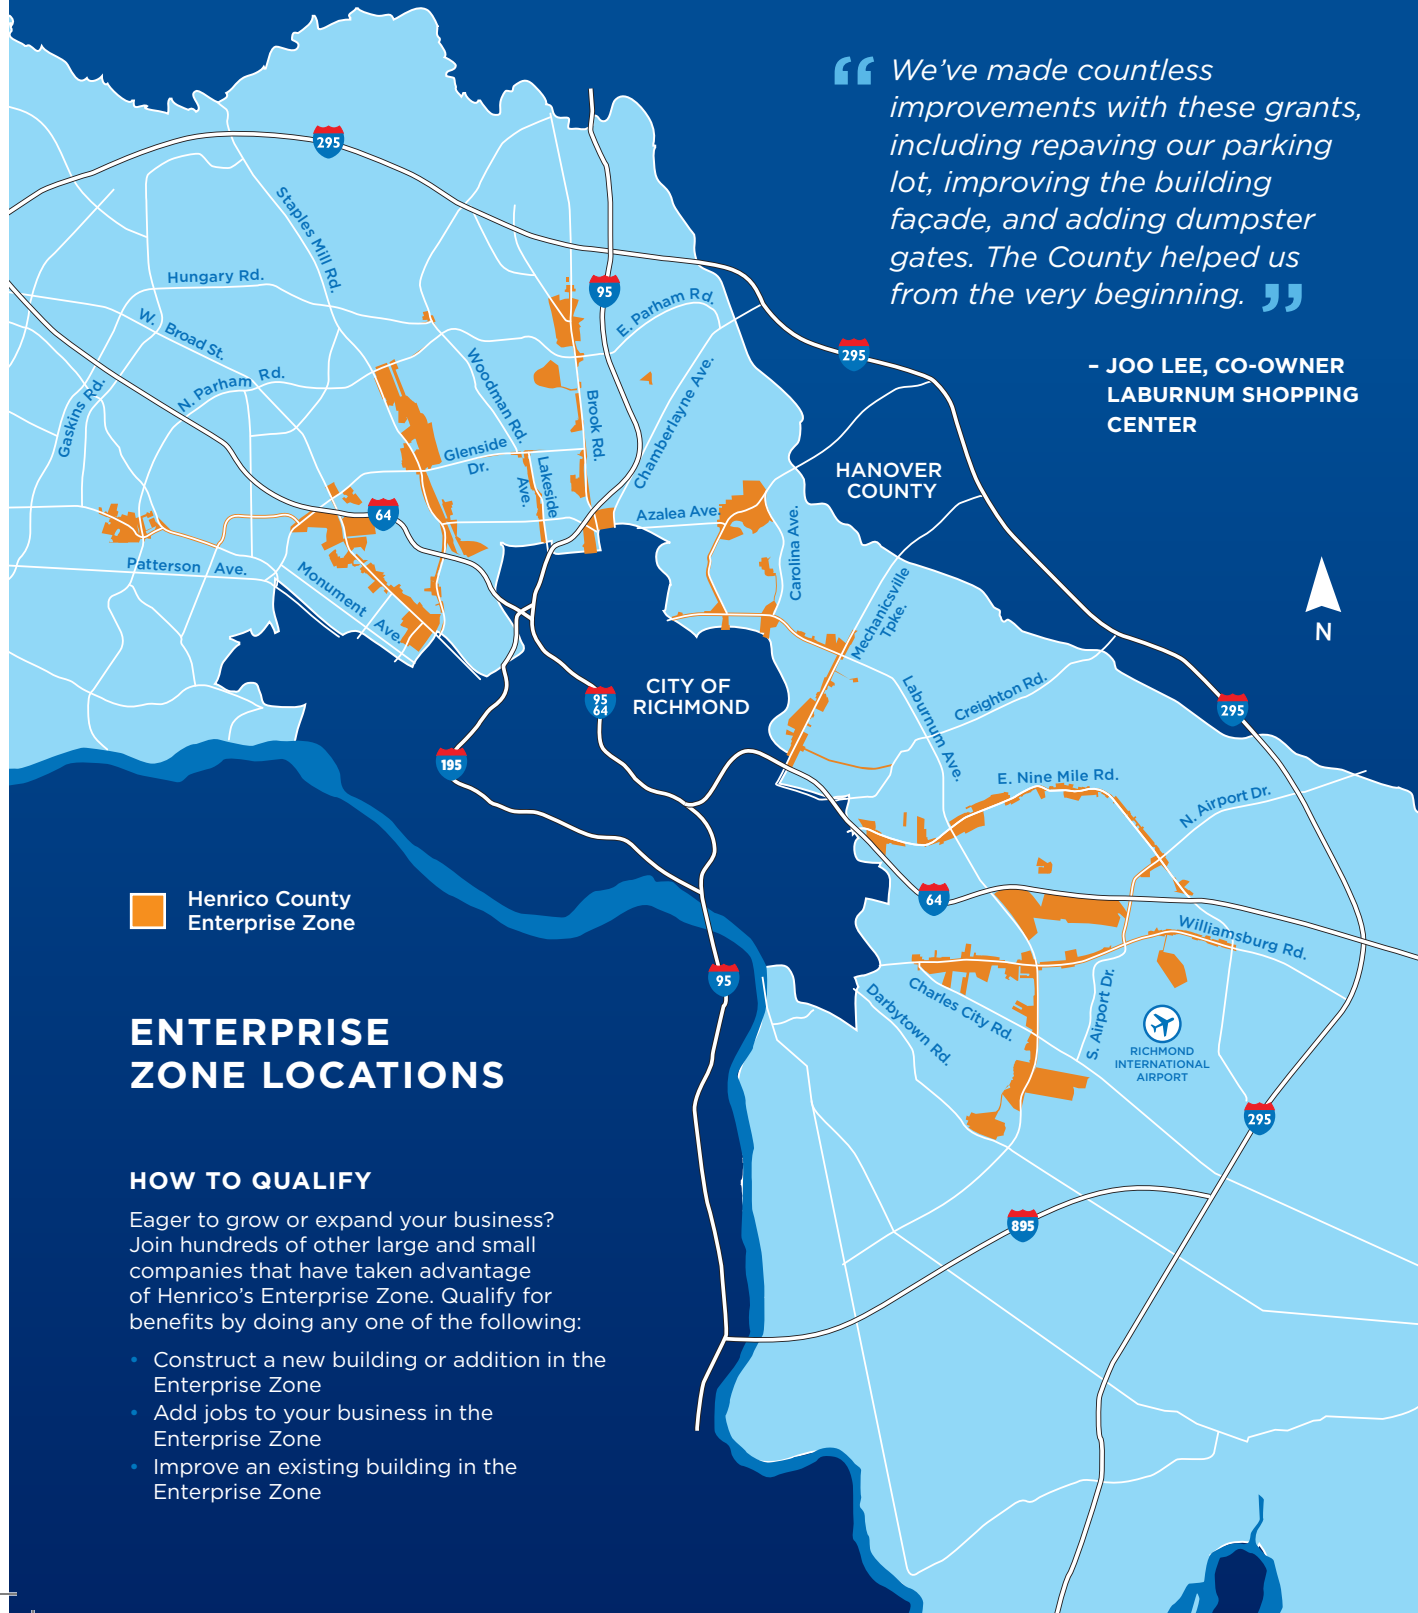 “ We’ve made countless
improvements with these grants,
including repaving our parking
lot, improving the building
façade, and adding dumpster
gates. The County helped us
from the very beginning. ”
– JOO LEE, CO-OWNER
LABURNUM SHOPPING
CENTER
295
Staples Mill Rd.
Hungary Rd.
95
E. Parham Rd.
W. Broad St.
295
N. Parham Rd.
Woodman Rd.
Gaskins Rd.
Brook Rd.
Chamberlayne Ave.
Glenside
Dr.
Lakeside
Ave.
HANOVER
COUNTY
64
Azalea Ave.
Carolina Ave.
Patterson Ave.
Monument Ave.
Mechanicsville
Tpke.
N
CITY OF
RICHMOND
95
64
Laburnum Ave.
Creighton Rd.
295
195
E. Nine Mile Rd.
N. Airport Dr.
64
Henrico County
Enterprise Zone
Williamsburg Rd.
95
Charles City Rd.
Darbytown Rd.
S. Airport Dr.
RICHMOND
INTERNATIONAL
AIRPORT
ENTERPRISE
ZONE LOCATIONS
295
895
HOW TO QUALIFY
Eager to grow or expand your business?
Join hundreds of other large and small
companies that have taken advantage
of Henrico’s Enterprise Zone. Qualify for
benefits by doing any one of the following:
• Construct a new building or addition in the
Enterprise Zone
• Add jobs to your business in the
Enterprise Zone
• Improve an existing building in the
Enterprise Zone